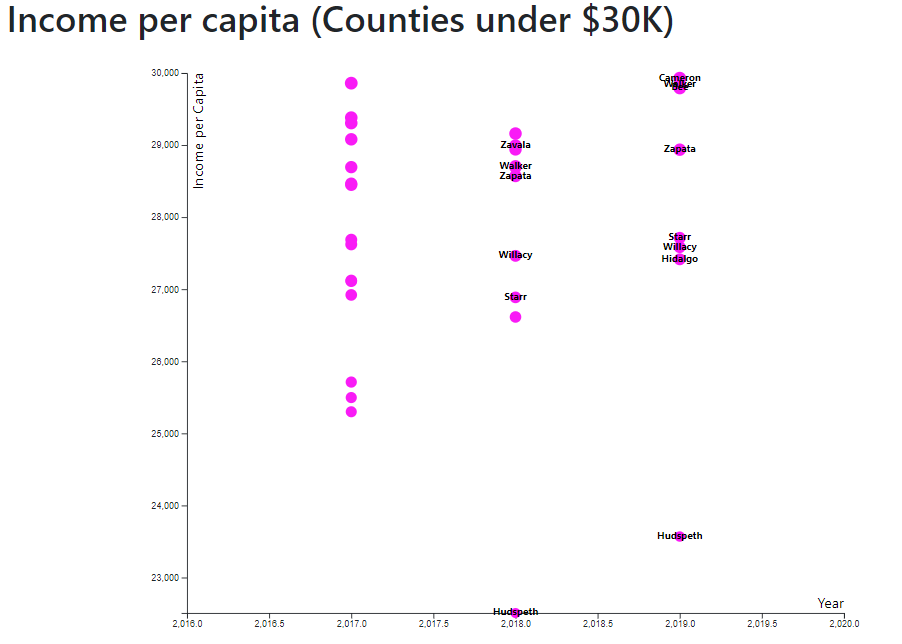 Income per capita (Counties under $30K)
30,000
29,000
28,000
27,000
26,000
25,000
24,000
23,000
Income per Capita
Zavala
Walker
Zapata
Willacy
Starr
Hudspeth
Cameron
Walker
Bee
Zapata
Starr
Willacy
Hidalgo
Hudspeth
Year
2,016.0
2,016.5
2,017.0
2,017.5
2,018.0
2,018.5
2,019.0
2,019.5
2,020.0